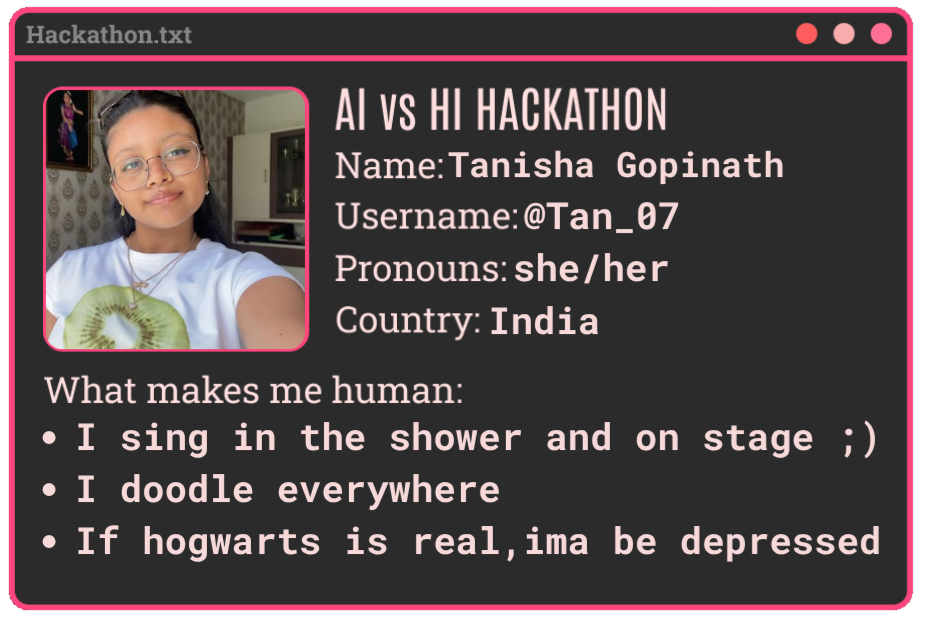 Hackathon.txt
AI vs HI HACKATHON
Name: Tanisha Gopinath
Username: @Tan_07
Pronouns: she/her
Country: India
What makes me human:
• I sing in the shower and on stage ;)
• I doodle everywhere
• If hogwarts is real,ima be depressed